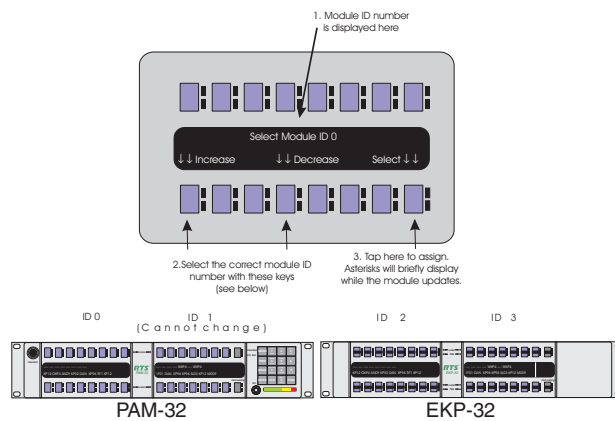 1. Module ID number
is displayed here
Select Module ID 0
↓↓ Increase ↓↓ Decrease Select ↓↓
2.Select the correct module ID
number with these keys
(see below)
3. Tap here to assign.
Asterisks will briefly display
while the module updates.
ID 0 ID 1 ID 2 ID 3
(Cannot change)
RTS
RTS
PAM-32 EKP-32